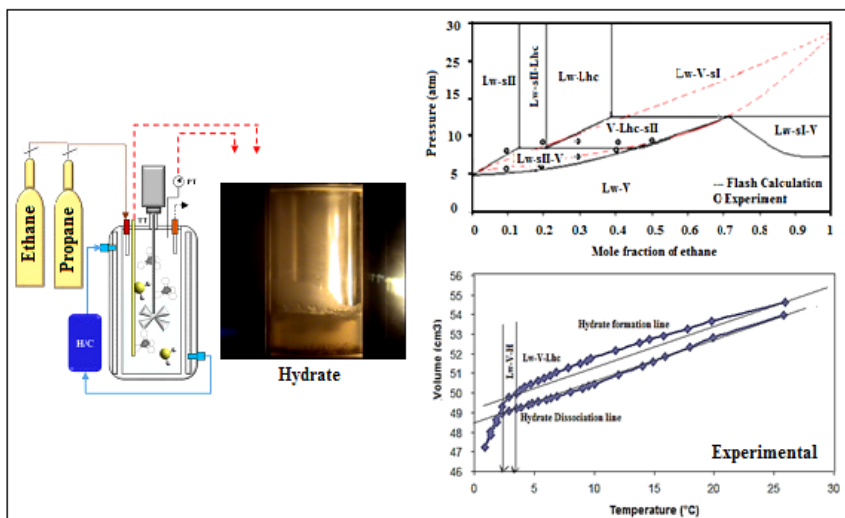 Ethane
Propane
H/C
TT
PT
Hydrate
Pressure (atm)
30
25
20
15
10
5
0
Lw-sII
Lw-sII-Lhc
Lw-Lhc
Lw-V-sI
V-Lhc-sII
Lw-sII-V
Lw-sI-V
Lw-V
--- Flash Calculation
O Experiment
0 0.1 0.2 0.3 0.4 0.5 0.6 0.7 0.8 0.9 1
Mole fraction of ethane
Volume (cm3)
56
55
54
53
52
51
50
49
48
47
46
Hydrate formation line
Lw-V-H
Lw-V-Lhc
Hydrate Dissociation line
Experimental
0 5 10 15 20 25 30
Temperature (°C)